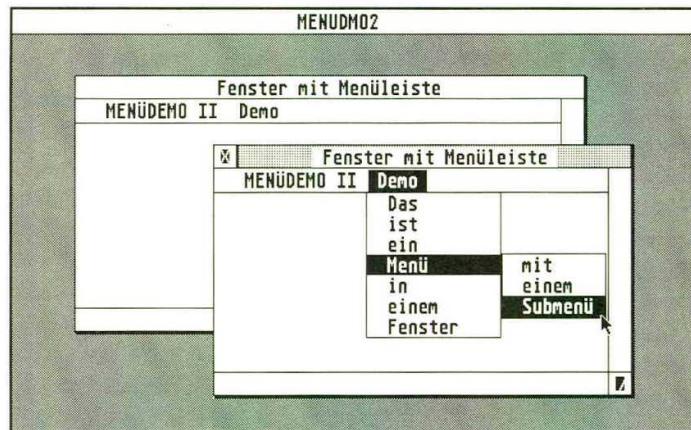 MENUDMO2
Fenster mit Menüleiste
MENÜDEMO II Demo
Fenster mit Menüleiste
MENÜDEMO II Demo
Das
ist
ein
Menü
in
einem
Fenster
mit
einem
Submenü